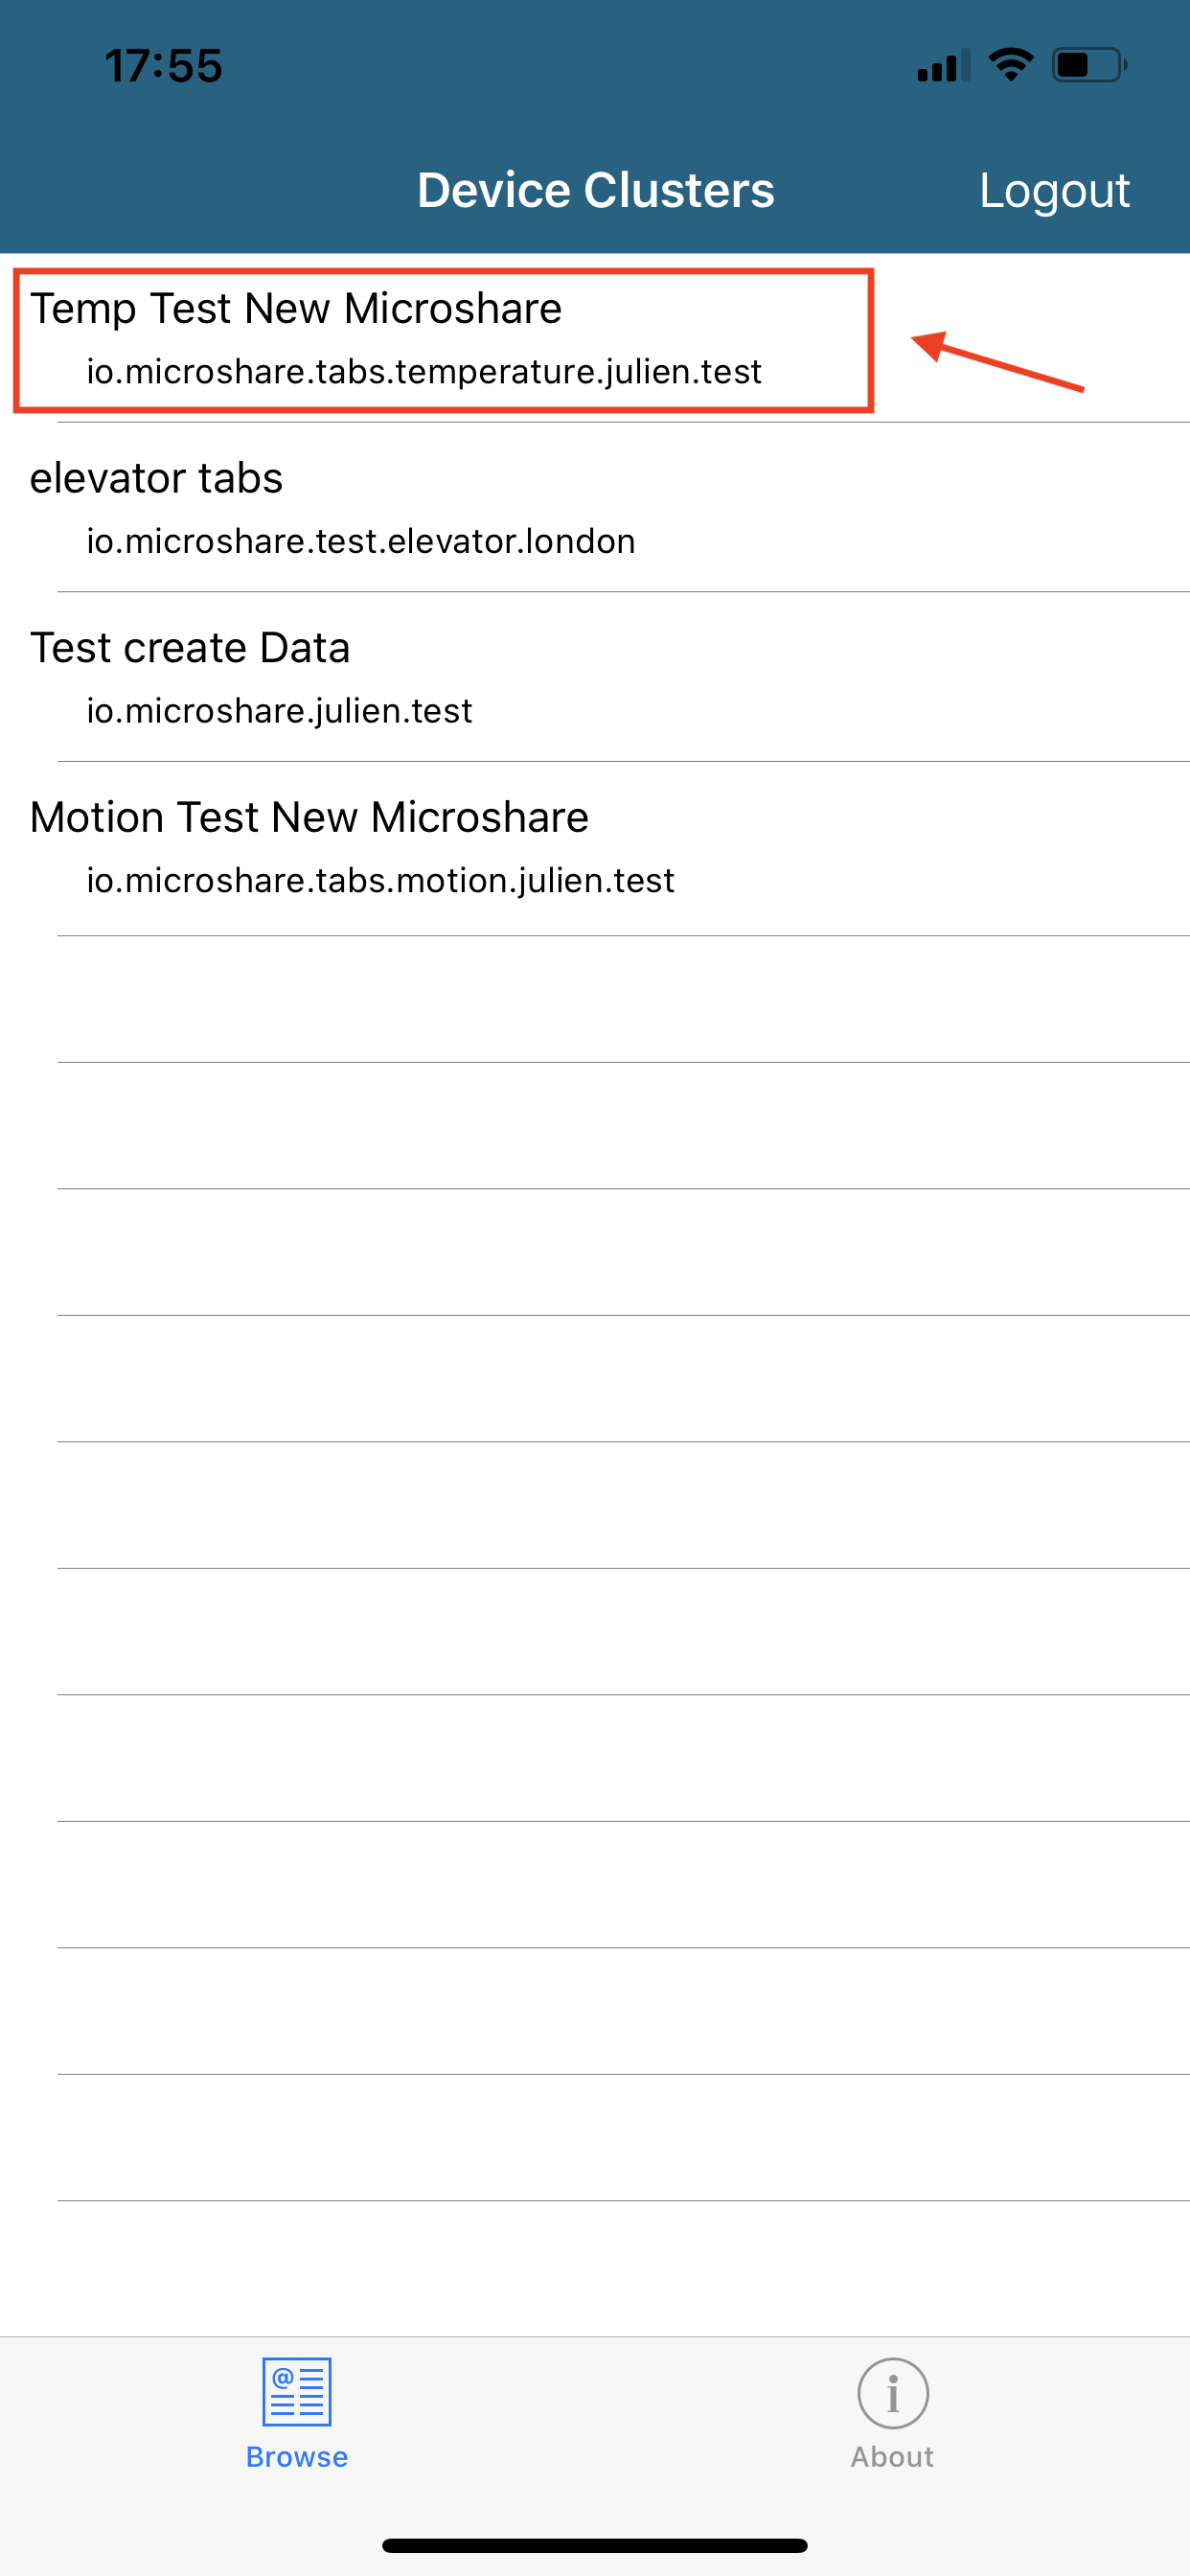 17:55
Device Clusters
Logout
Temp Test New Microshare
io.microshare.tabs.temperature.julien.test
elevator tabs
io.microshare.test.elevator.london
Test create Data
io.microshare.julien.test
Motion Test New Microshare
io.microshare.tabs.motion.julien.test
Browse
About